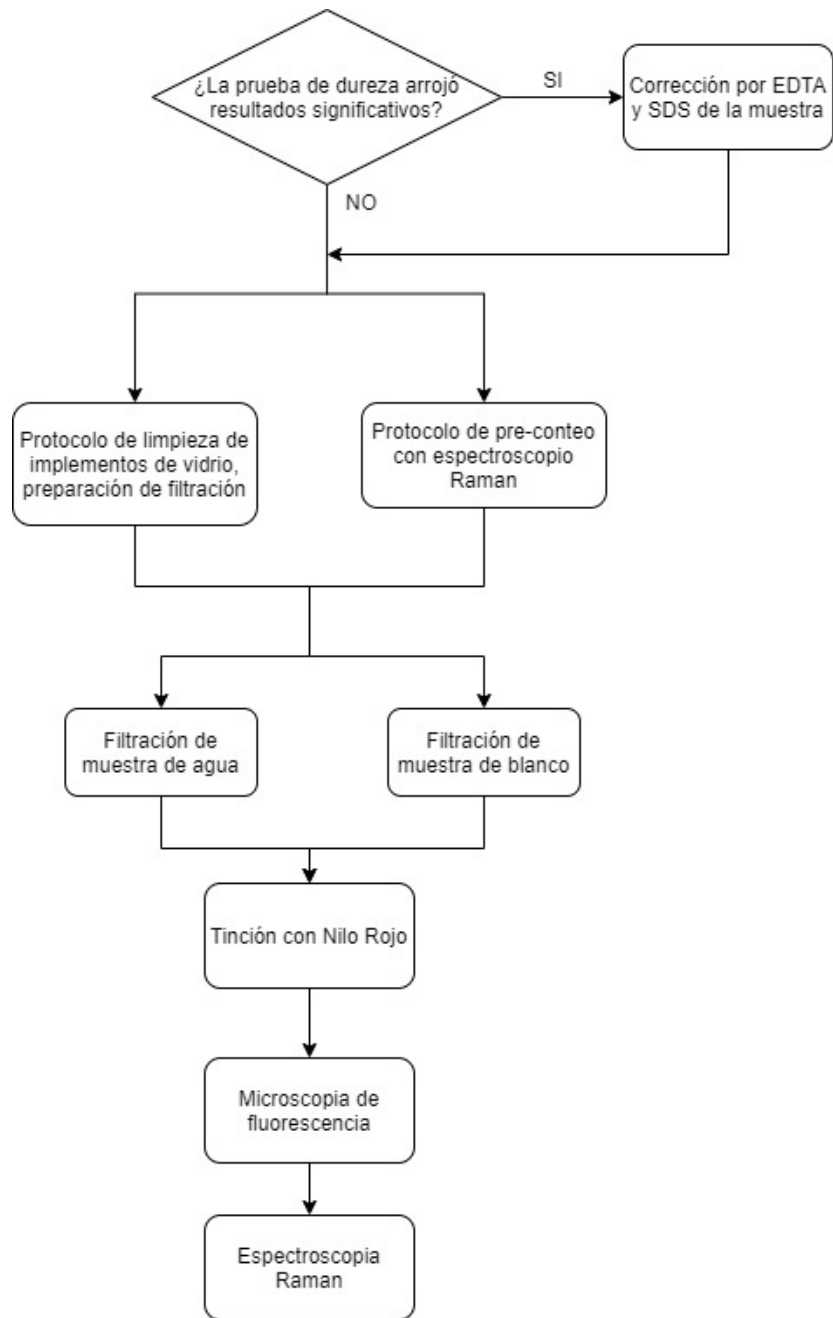 ¿La prueba de dureza arrojó
resultados significativos?
SI
Corrección por EDTA
y SDS de la muestra
NO
Protocolo de limpieza de
implementos de vidrio,
preparación de filtración
Protocolo de pre-conteo
con espectroscopio
Raman
Filtración de
muestra de agua
Filtración de
muestra de blanco
Tinción con Nilo Rojo
Microscopia de
fluorescencia
Espectroscopia
Raman